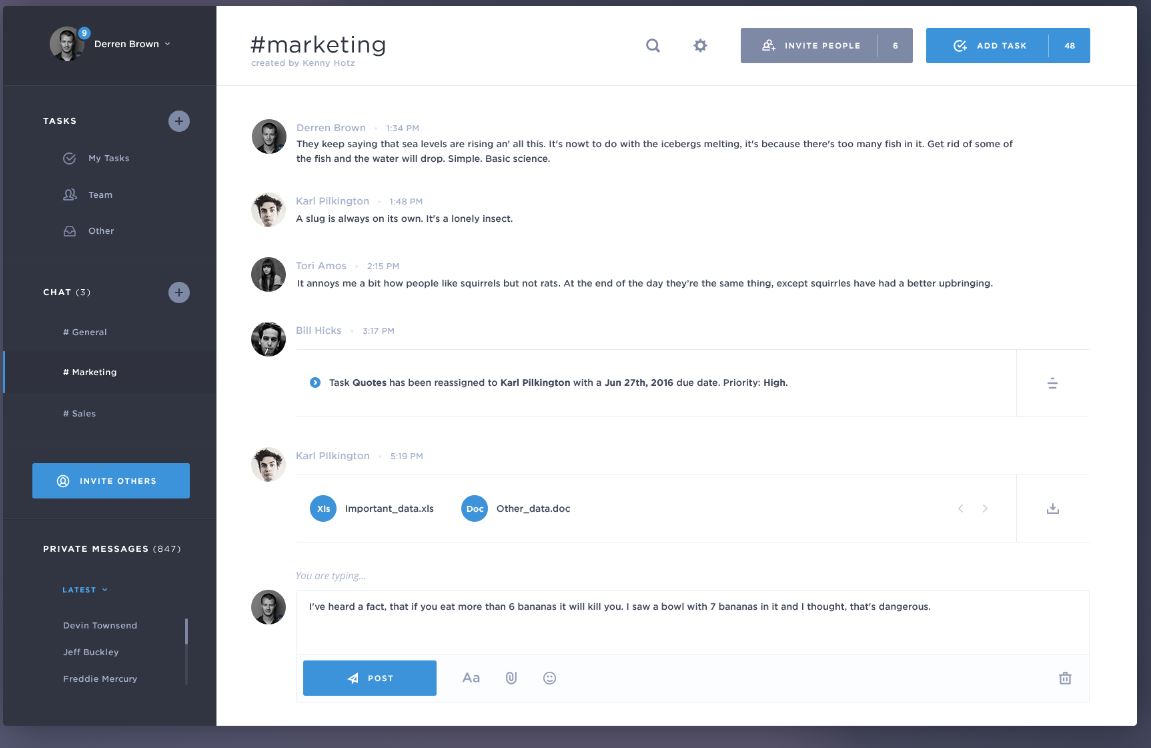 9
Derren Brown
TASKS
+
My Tasks
Team
Other
CHAT (3)
+
# General
# Marketing
# Sales
INVITE OTHERS
PRIVATE MESSAGES (847)
LATEST
Devin Townsend
Jeff Buckley
Freddie Mercury
#marketing
created by Kenny Hotz
INVITE PEOPLE 6
ADD TASK 48
Derren Brown · 1:34 PM
They keep saying that sea levels are rising an' all this. It's nowt to do with the icebergs melting, it's because there's too many fish in it. Get rid of some of
the fish and the water will drop. Simple. Basic science.
Karl Pilkington · 1:48 PM
A slug is always on its own. It's a lonely insect.
Tori Amos · 2:15 PM
It annoys me a bit how people like squirrels but not rats. At the end of the day they're the same thing, except squirrles have had a better upbringing.
Bill Hicks · 3:17 PM
Task Quotes has been reassigned to Karl Pilkington with a Jun 27th, 2016 due date. Priority: High.
Karl Pilkington · 5:19 PM
Xls Important_data.xls Doc Other_data.doc
You are typing...
I've heard a fact, that if you eat more than 6 bananas it will kill you. I saw a bowl with 7 bananas in it and I thought, that's dangerous.
POST Aa